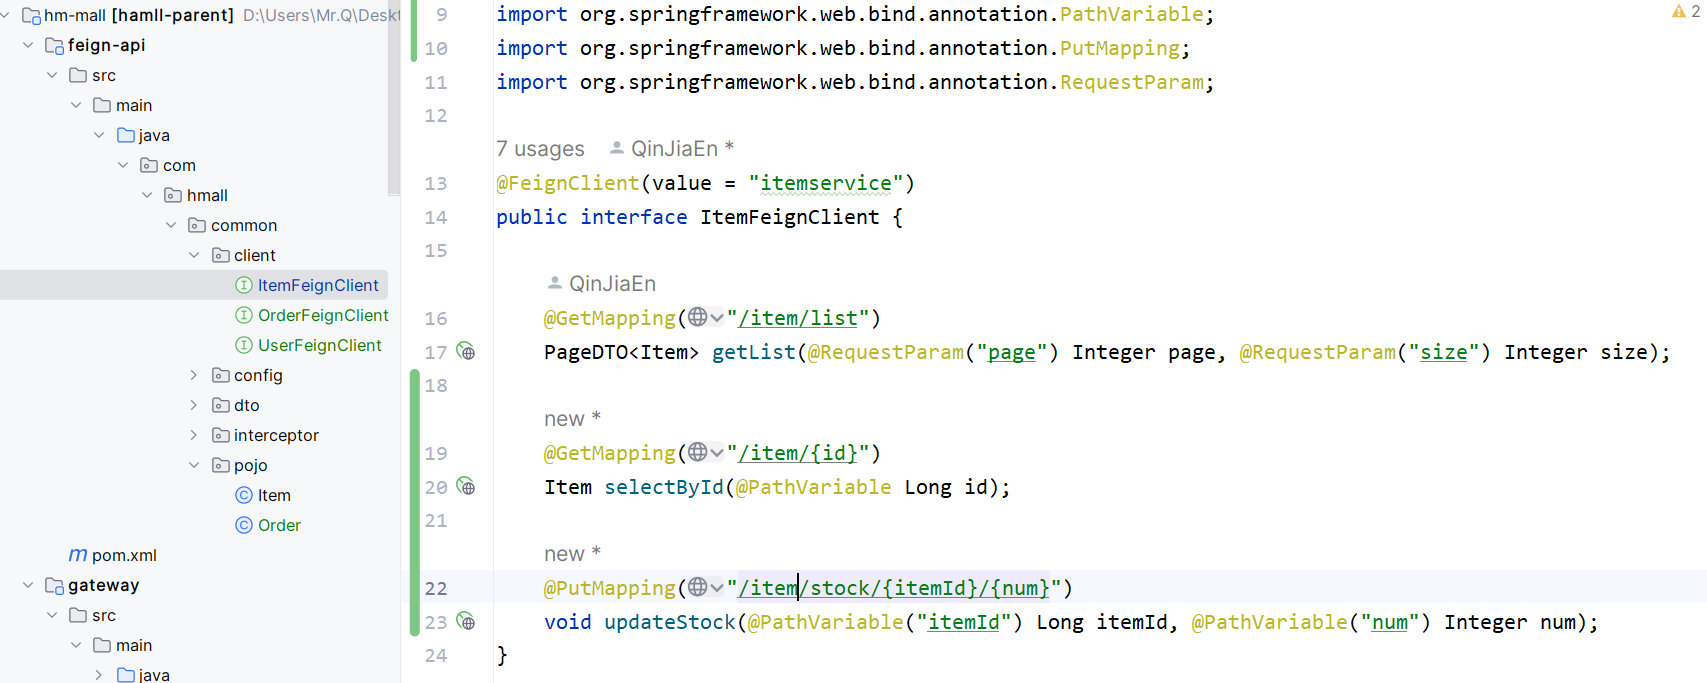 hm-mall [hamll-parent] D:\Users\Mr.Q\Deskt
feign-api
src
main
java
com
hmall
common
client
ItemFeignClient
OrderFeignClient
UserFeignClient
config
dto
interceptor
pojo
Item
Order
m pom.xml
gateway
src
main
java
2
9 import org.springframework.web.bind.annotation.PathVariable;
10 import org.springframework.web.bind.annotation.PutMapping;
11 import org.springframework.web.bind.annotation.RequestParam;
12
7 usages QinJiaEn *
13 @FeignClient(value = "itemservice")
14 public interface ItemFeignClient {
15
QinJiaEn
16 @GetMapping("/item/list")
17 PageDTO<Item> getList(@RequestParam("page") Integer page, @RequestParam("size") Integer size);
18
new *
19 @GetMapping("/item/{id}")
20 Item selectById(@PathVariable Long id);
21
new *
22 @PutMapping("/item/stock/{itemId}/{num}")
23 void updateStock(@PathVariable("itemId") Long itemId, @PathVariable("num") Integer num);
24 }